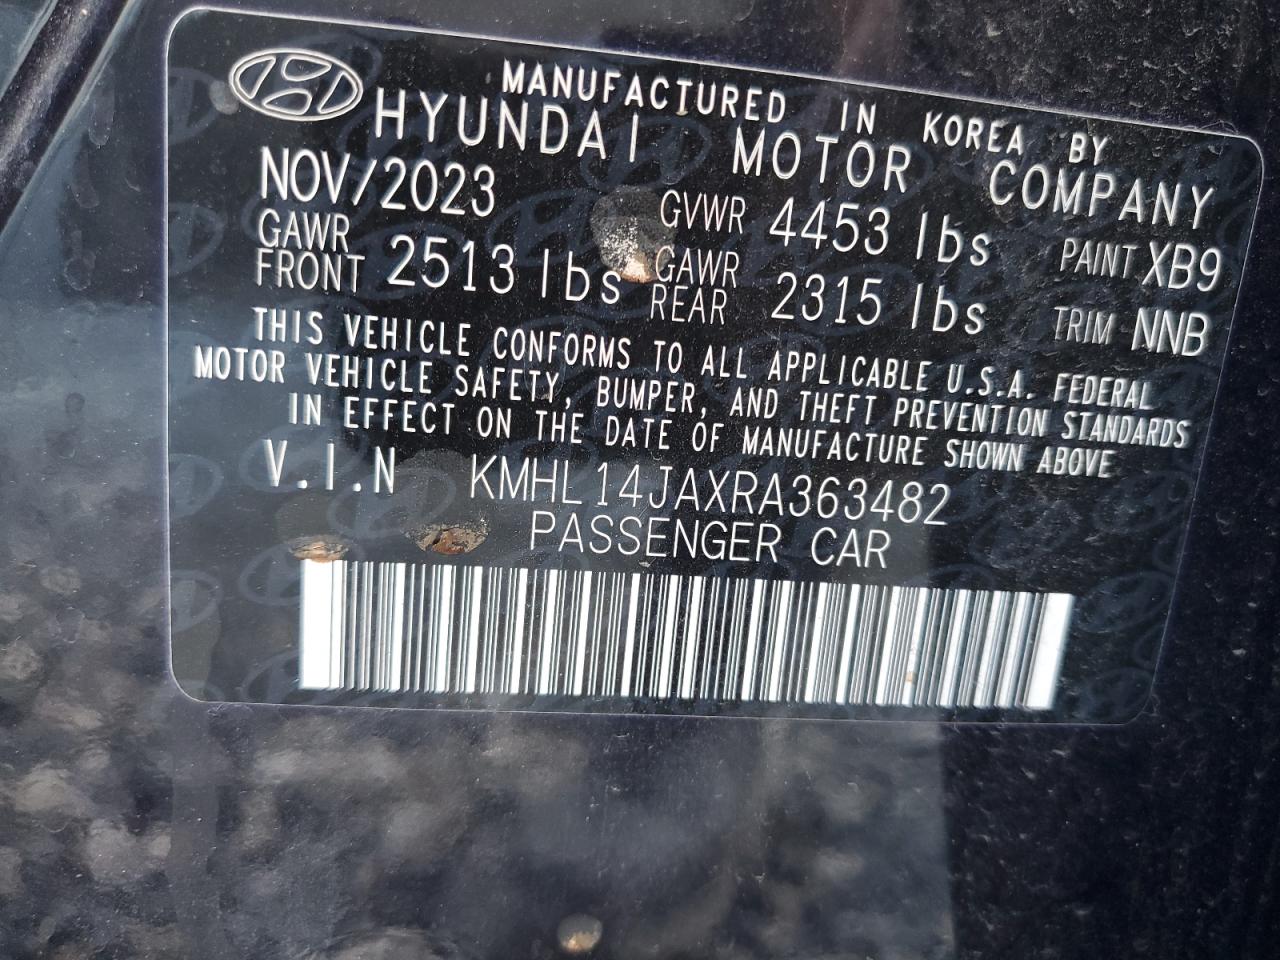 MANUFACTURED IN KOREA BY
HYUNDAI MOTOR COMPANY
NOV/2023 GVWR 4453 lbs PAINT XB9
GAWR FRONT 2513 lbs GAWR REAR 2315 lbs TRIM NNB
THIS VEHICLE CONFORMS TO ALL APPLICABLE U.S.A. FEDERAL
MOTOR VEHICLE SAFETY, BUMPER, AND THEFT PREVENTION STANDARDS
IN EFFECT ON THE DATE OF MANUFACTURE SHOWN ABOVE
V.I.N KMHL14JAXRA363482
PASSENGER CAR